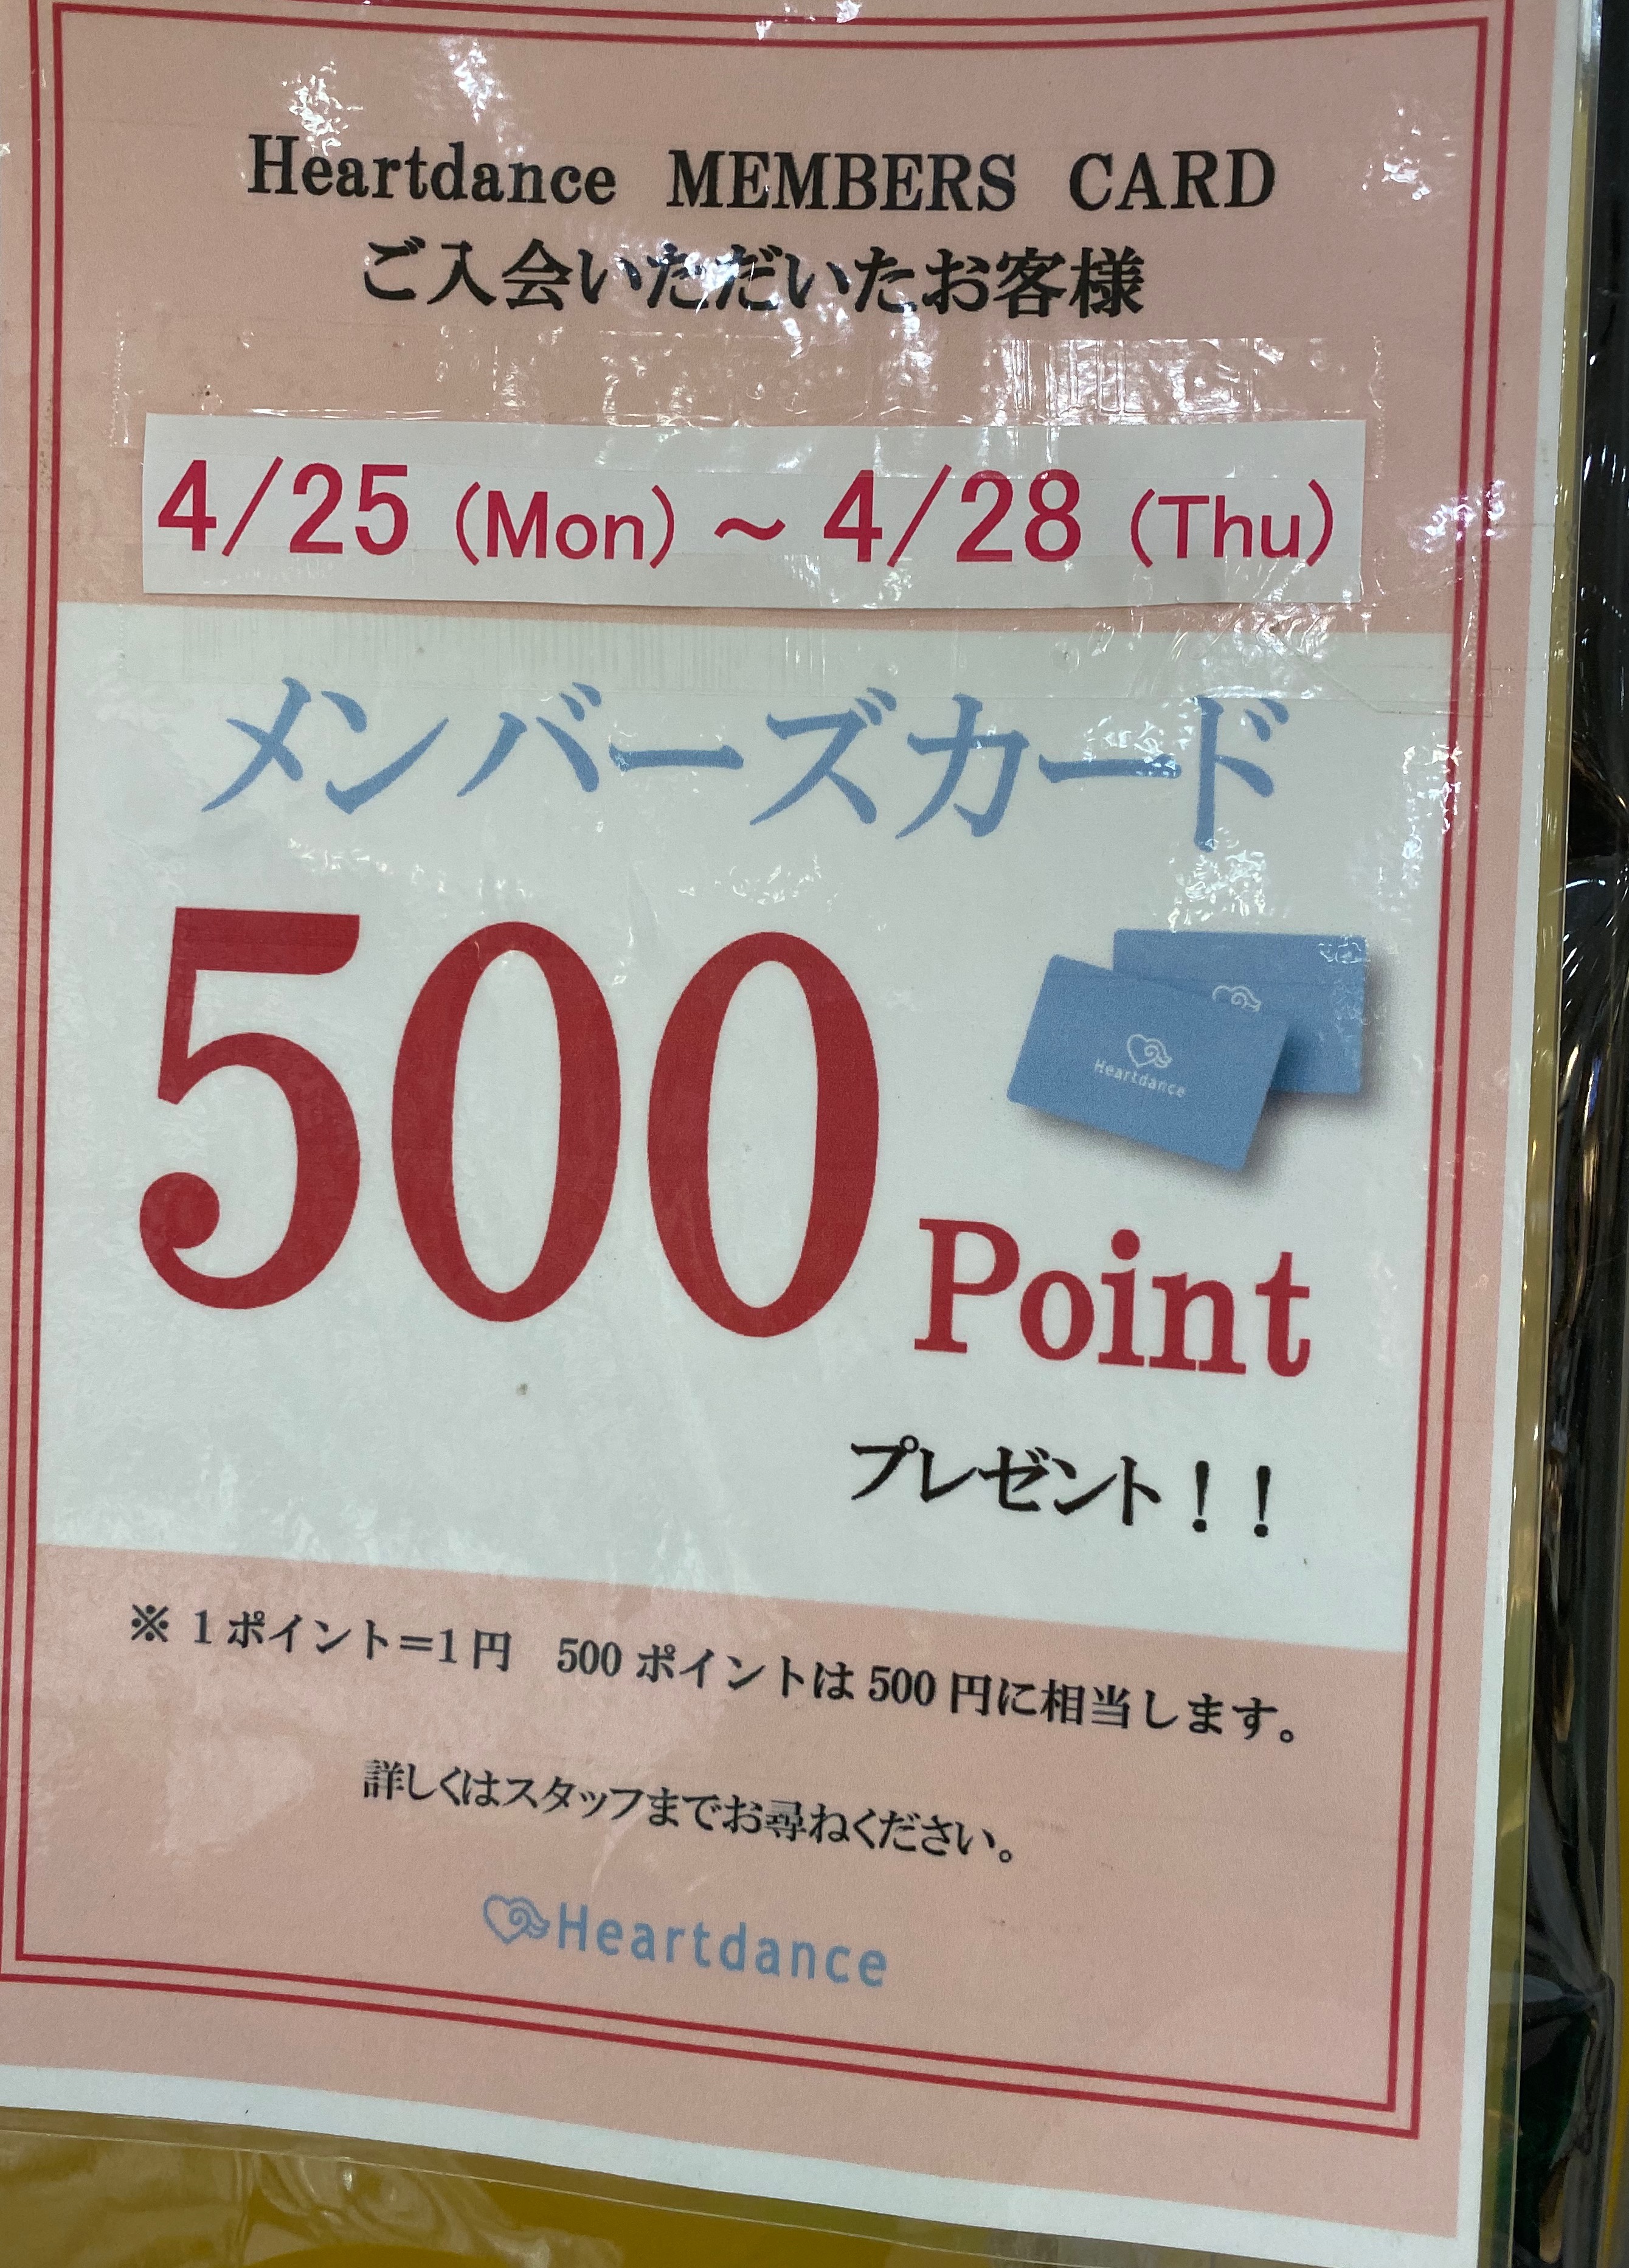 Heartdance MEMBERS CARD
ご入会いただいたお客様
4/25 (Mon) ~ 4/28 (Thu)
メンバーズカード
500 Point
Heartdance
プレゼント！！
※ 1ポイント=1円　500ポイントは500円に相当します。
詳しくはスタッフまでお尋ねください。
Heartdance